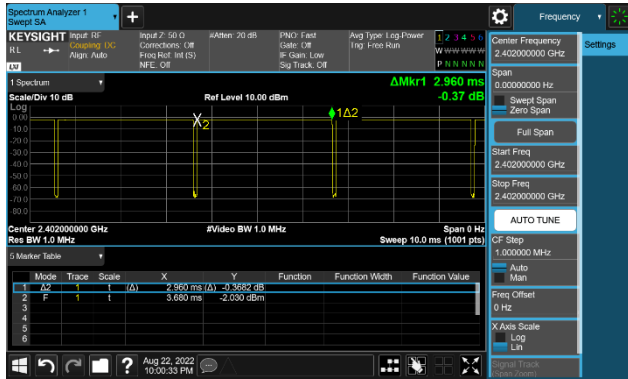 Spectrum Analyzer 1
Swept SA
Frequency
KEYSIGHT
Input: RF
Coupling: DC
Align: Auto
RL
LXI
Input Z: 50 Ω
Corrections: Off
Freq Ref: Int (S)
NFE: Off
#Atten: 20 dB
PNO: Fast
Gate: Off
IF Gain: Low
Sig Track: Off
Avg Type: Log-Power
Trig: Free Run
1 2 3 4 5 6
W W W W W W
P N N N N N
1 Spectrum
Scale/Div 10 dB
Ref Level 10.00 dBm
ΔMkr1 2.960 ms
-0.37 dB
Log
0.00
-10.0
-20.0
-30.0
-40.0
-50.0
-60.0
-70.0
-80.0
X2
1Δ2
Center 2.402000000 GHz
Res BW 1.0 MHz
#Video BW 1.0 MHz
Span 0 Hz
Sweep 10.0 ms (1001 pts)
5 Marker Table
Mode Trace Scale X Y Function Function Width Function Value
1 Δ2 1 t (Δ) 2.960 ms (Δ) -0.3682 dB
2 F 1 t 3.680 ms -2.030 dBm
3
4
5
6
Aug 22, 2022
10:00:33 PM
Center Frequency
2.402000000 GHz
Settings
Span
0.00000000 Hz
Swept Span
Zero Span
Full Span
Start Freq
2.402000000 GHz
Stop Freq
2.402000000 GHz
AUTO TUNE
CF Step
1.000000 MHz
Auto
Man
Freq Offset
0 Hz
X Axis Scale
Log
Lin
Signal Track
(Span Zoom)